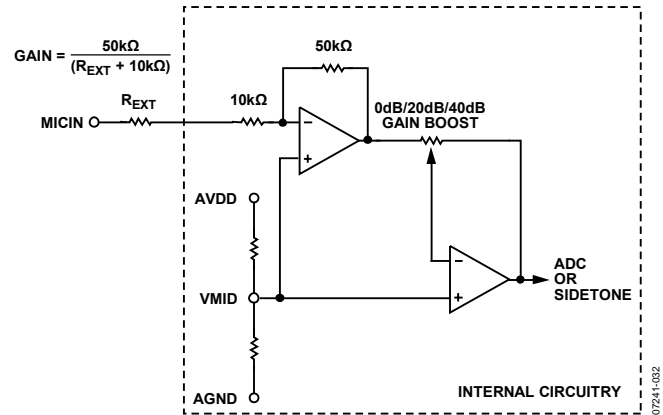 GAIN = 50kΩ
(REXT + 10kΩ)
50kΩ
REXT
10kΩ
MICIN
0dB/20dB/40dB
GAIN BOOST
−
+
AVDD
VMID
−
+
ADC
OR
SIDETONE
AGND
INTERNAL CIRCUITRY
07241-032